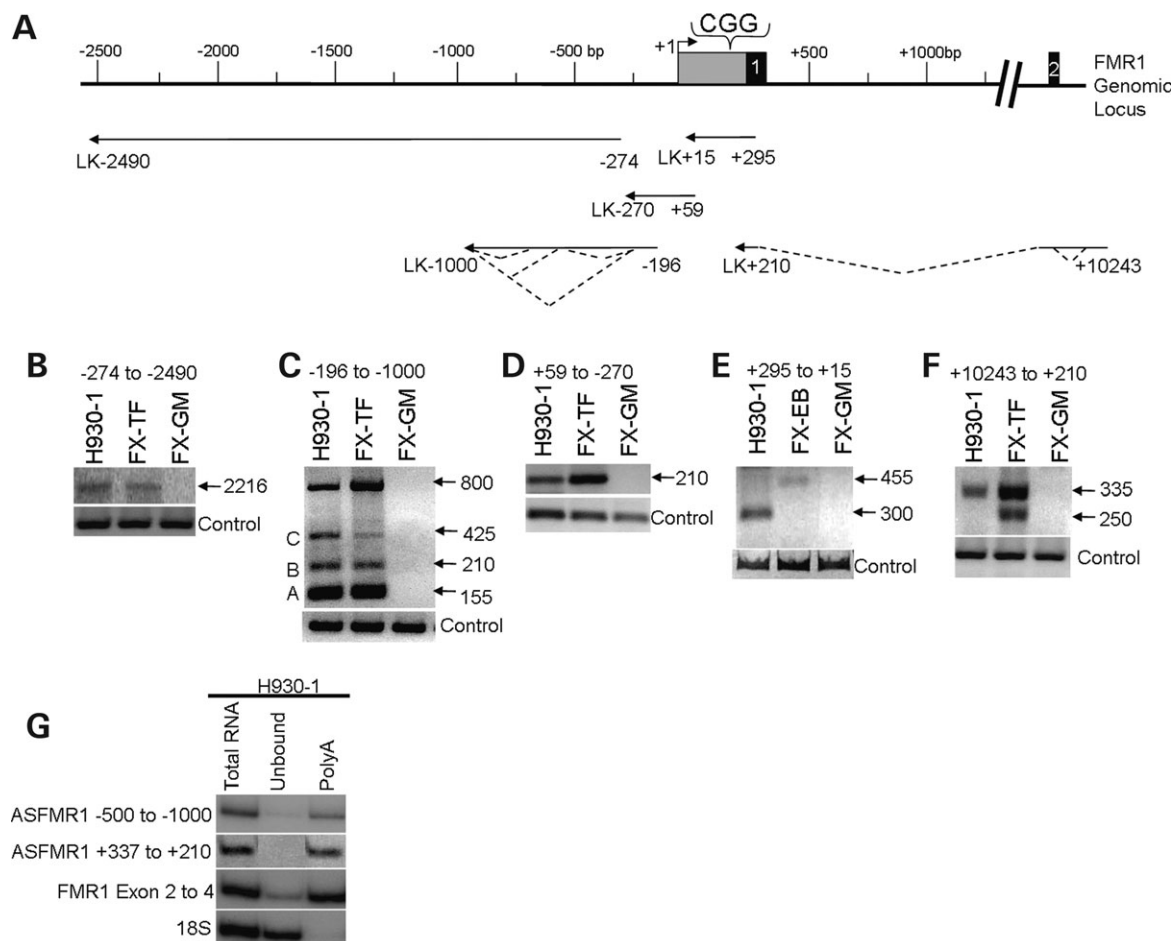 A
-2500 -2000 -1500 -1000 -500 bp +1 CGG +500 +1000bp
1 2
FMR1
Genomic
Locus
LK-2490 -274 LK+15 +295
LK-270 +59
LK-1000 -196 LK+210 +10243
B
-274 to -2490
H930-1 FX-TF FX-GM
2216
Control
C
-196 to -1000
H930-1 FX-TF FX-GM
800
C 425
B 210
A 155
Control
D
+59 to -270
H930-1 FX-TF FX-GM
210
Control
E
+295 to +15
H930-1 FX-EB FX-GM
455
300
Control
F
+10243 to +210
H930-1 FX-TF FX-GM
335
250
Control
G
H930-1
Total RNA Unbound PolyA
ASFMR1 -500 to -1000
ASFMR1 +337 to +210
FMR1 Exon 2 to 4
18S